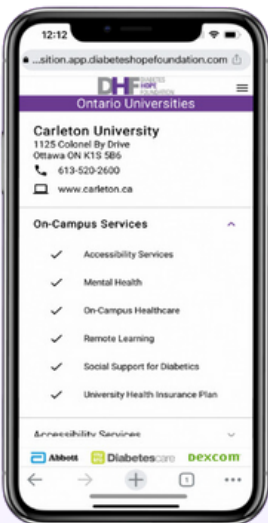 12:12
...sition.app.diabeteshopefoundation.com
DHF DIABETES
HOPE
FOUNDATION
Ontario Universities
Carleton University
1125 Colonel By Drive
Ottawa ON K1S 5B6
613-520-2600
www.carleton.ca
On-Campus Services
Accessibility Services
Mental Health
On-Campus Healthcare
Remote Learning
Social Support for Diabetics
University Health Insurance Plan
Accessibility Services
Abbott Diabetescare Dexcom
1